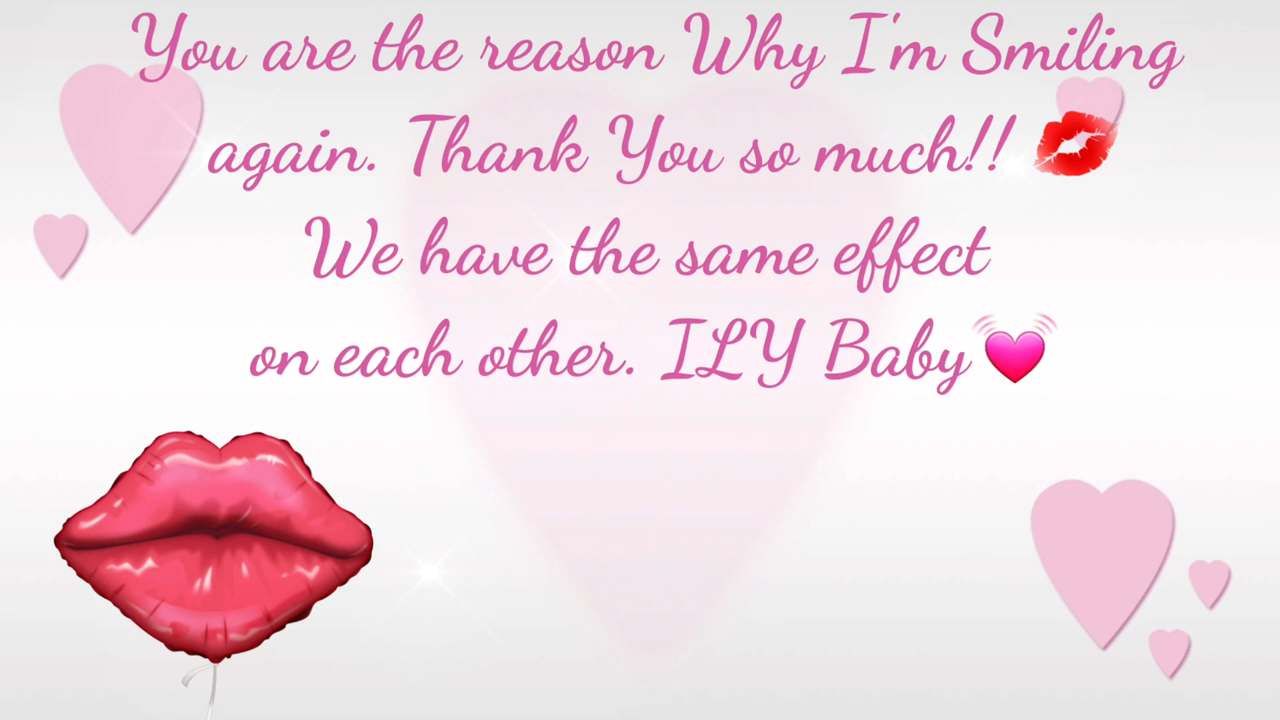 You are the reason Why I'm Smiling
again. Thank You so much!! 💋
We have the same effect
on each other. ILY Baby 💓